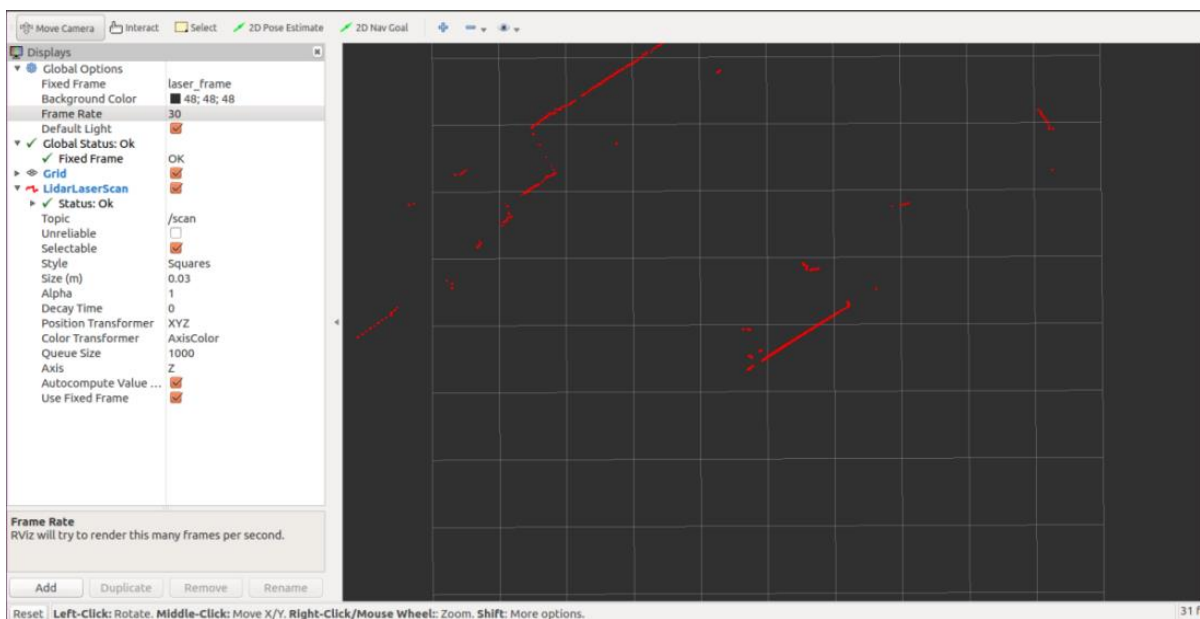 Move Camera Interact Select 2D Pose Estimate 2D Nav Goal
Displays
Global Options
Fixed Frame laser_frame
Background Color 48; 48; 48
Frame Rate 30
Default Light
Global Status: Ok
Fixed Frame OK
Grid
LidarLaserScan
Status: Ok
Topic /scan
Unreliable
Selectable
Style Squares
Size (m) 0.03
Alpha 1
Decay Time 0
Position Transformer XYZ
Color Transformer AxisColor
Queue Size 1000
Axis Z
Autocompute Value ...
Use Fixed Frame
Frame Rate
RViz will try to render this many frames per second.
Add Duplicate Remove Rename
Reset Left-Click: Rotate. Middle-Click: Move X/Y. Right-Click/Mouse Wheel:: Zoom. Shift: More options. 31 f